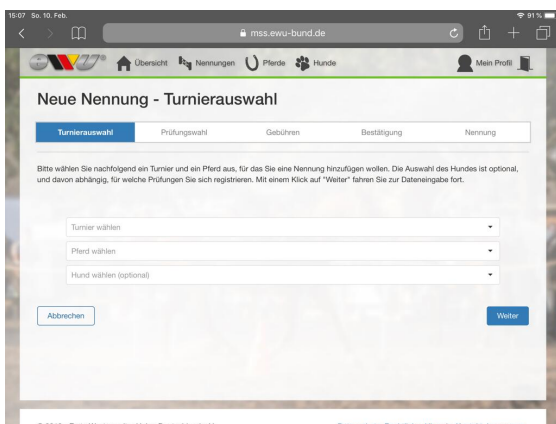 15:07 So. 10. Feb. 91 %
mss.ewu-bund.de
Übersicht Nennungen Pferde Hunde Mein Profil
Neue Nennung - Turnierauswahl
Turnierauswahl Prüfungswahl Gebühren Bestätigung Nennung
Bitte wählen Sie nachfolgend ein Turnier und ein Pferd aus, für das Sie eine Nennung hinzufügen wollen. Die Auswahl des Hundes ist optional,
und davon abhängig, für welche Prüfungen Sie sich registrieren. Mit einem Klick auf "Weiter" fahren Sie zur Dateneingabe fort.
Turnier wählen
Pferd wählen
Hund wählen (optional)
Abbrechen Weiter